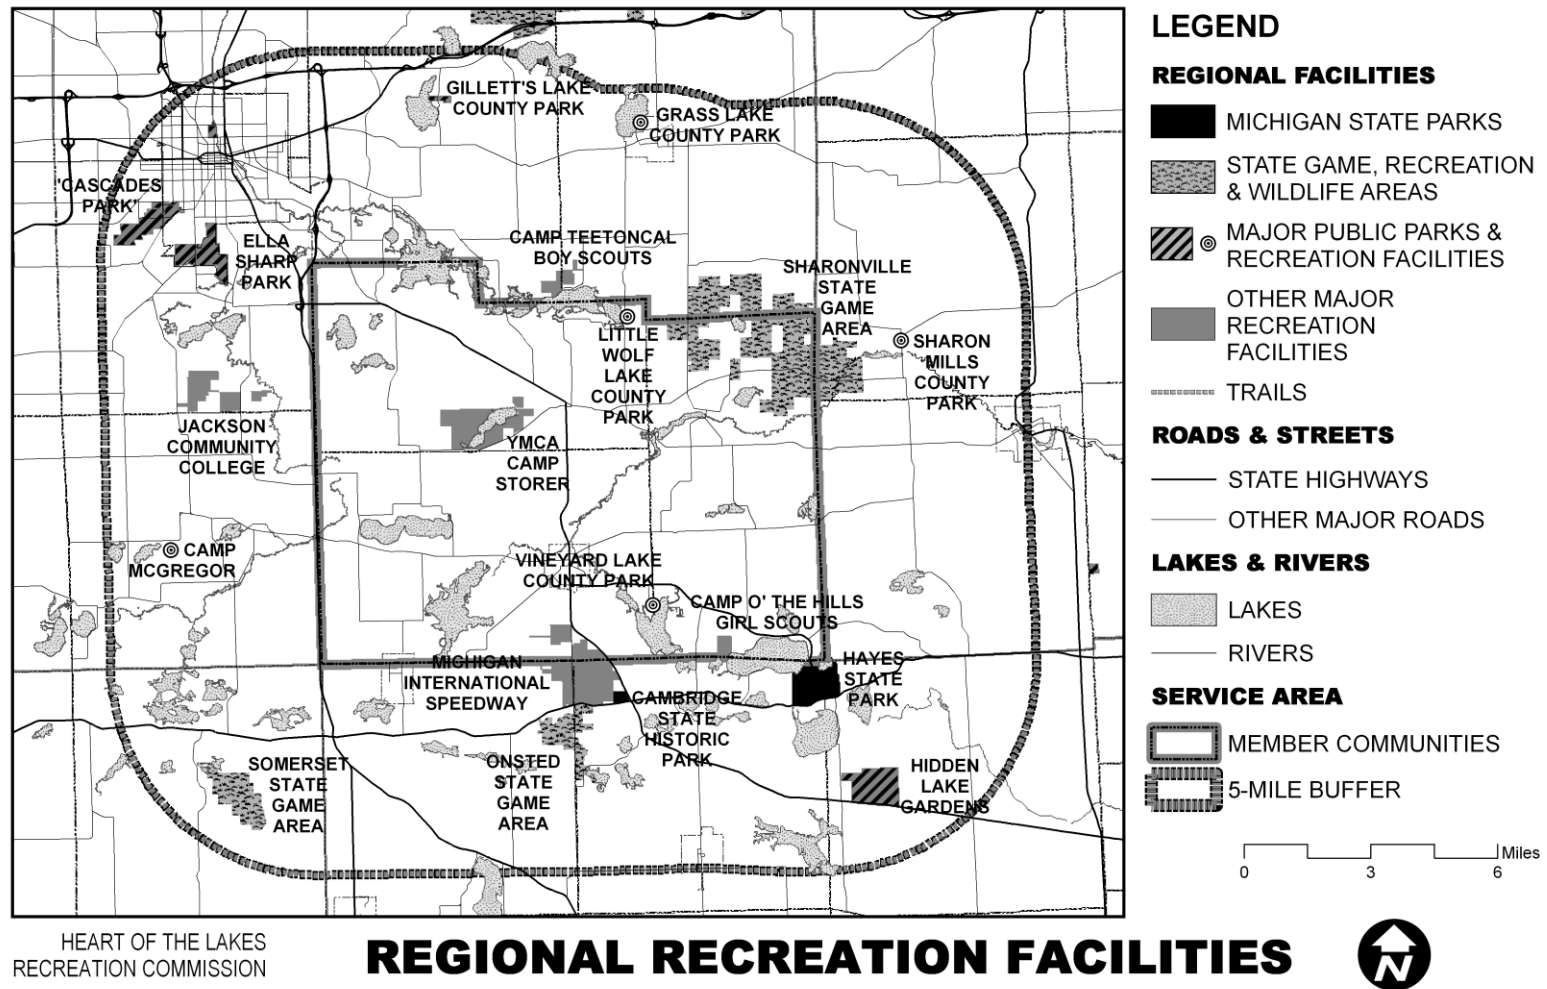 GILLETT'S LAKE
COUNTY PARK
GRASS LAKE
COUNTY PARK
'CASCADES
PARK'
ELLA
SHARP
PARK
CAMP TEETONCAL
BOY SCOUTS
SHARONVILLE
STATE
GAME
AREA
LITTLE
WOLF
LAKE
COUNTY
PARK
SHARON
MILLS
COUNTY
PARK
JACKSON
COMMUNITY
COLLEGE
YMCA
CAMP
STORER
CAMP
MCGREGOR
VINEYARD LAKE
COUNTY PARK
CAMP O' THE HILLS
GIRL SCOUTS
MICHIGAN
INTERNATIONAL
SPEEDWAY
HAYES
STATE
PARK
CAMBRIDGE
STATE
HISTORIC
PARK
SOMERSET
STATE
GAME
AREA
ONSTED
STATE
GAME
AREA
HIDDEN
LAKE
GARDENS
LEGEND
REGIONAL FACILITIES
MICHIGAN STATE PARKS
STATE GAME, RECREATION
& WILDLIFE AREAS
MAJOR PUBLIC PARKS &
RECREATION FACILITIES
OTHER MAJOR
RECREATION
FACILITIES
TRAILS
ROADS & STREETS
STATE HIGHWAYS
OTHER MAJOR ROADS
LAKES & RIVERS
LAKES
RIVERS
SERVICE AREA
MEMBER COMMUNITIES
5-MILE BUFFER
Miles
0 3 6
HEART OF THE LAKES
RECREATION COMMISSION
REGIONAL RECREATION FACILITIES
N